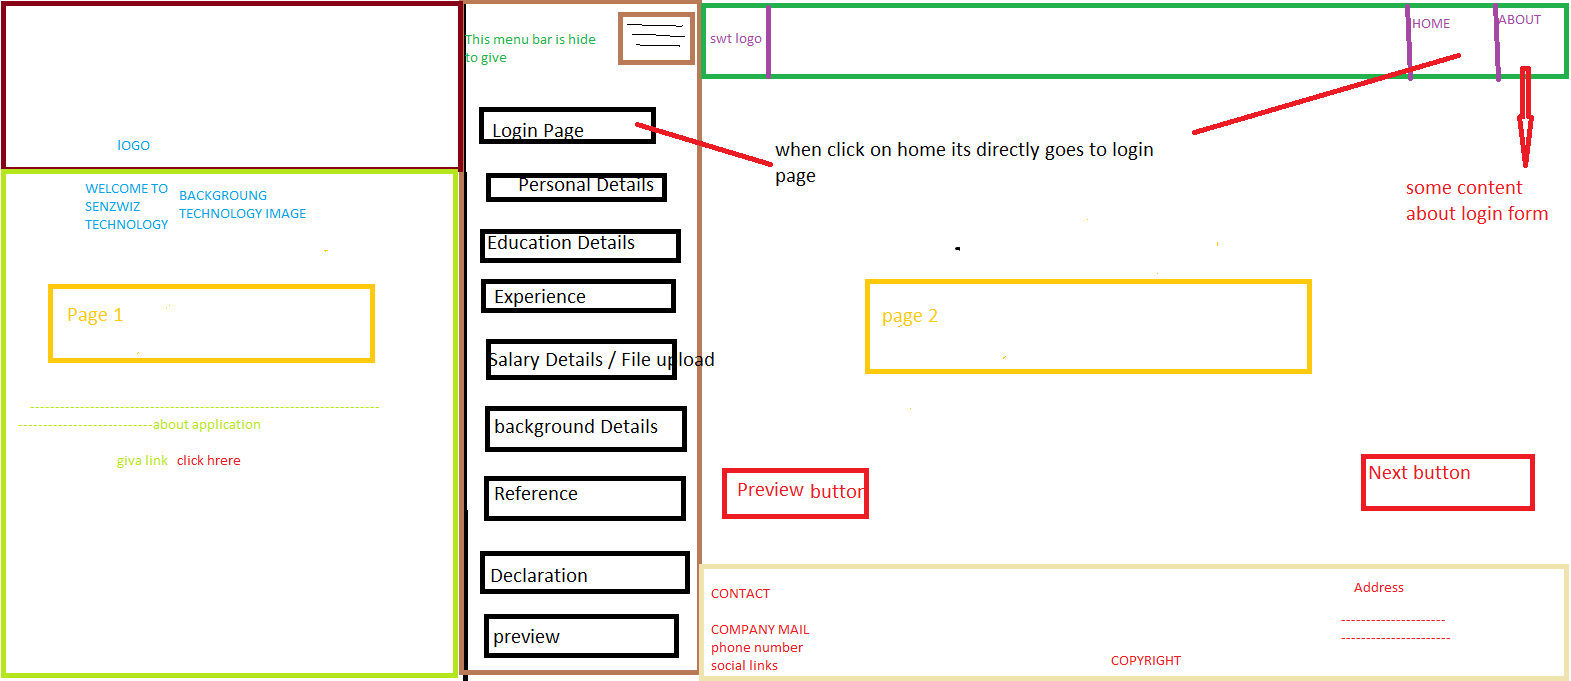 lOGO
WELCOME TO
SENZWIZ
TECHNOLOGY
BACKGROUNG
TECHNOLOGY IMAGE
Page 1
----------------------------------------------------------------------
---------------------------about application
giva link click hrere
This menu bar is hide
to give
Login Page
Personal Details
Education Details
Experience
Salary Details / File upload
background Details
Reference
Declaration
preview
swt logo
HOME
ABOUT
when click on home its directly goes to login
page
some content
about login form
page 2
Preview button
Next button
CONTACT
COMPANY MAIL
phone number
social links
COPYRIGHT
Address
---------------------
----------------------